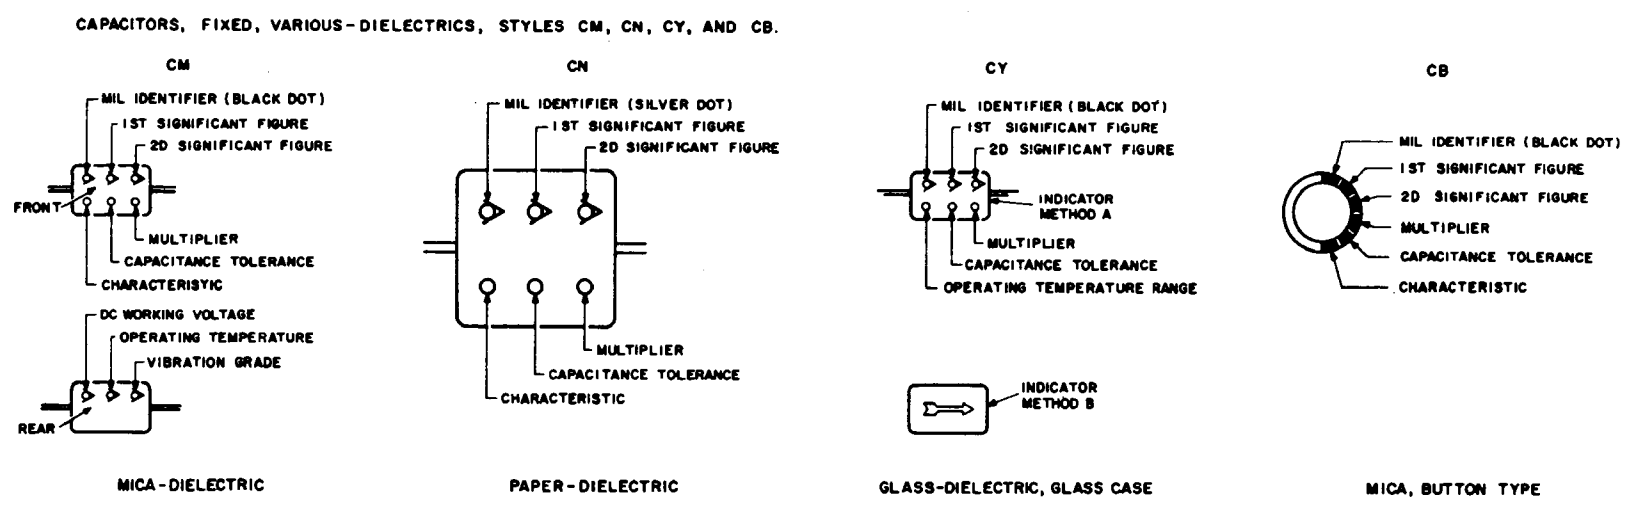 CAPACITORS, FIXED, VARIOUS-DIELECTRICS, STYLES CM, CN, CY, AND CB.
CM
MIL IDENTIFIER (BLACK DOT)
1ST SIGNIFICANT FIGURE
2D SIGNIFICANT FIGURE
FRONT
MULTIPLIER
CAPACITANCE TOLERANCE
CHARACTERISTIC
DC WORKING VOLTAGE
OPERATING TEMPERATURE
VIBRATION GRADE
REAR
MICA-DIELECTRIC
CN
MIL IDENTIFIER (SILVER DOT)
1ST SIGNIFICANT FIGURE
2D SIGNIFICANT FIGURE
MULTIPLIER
CAPACITANCE TOLERANCE
CHARACTERISTIC
PAPER-DIELECTRIC
CY
MIL IDENTIFIER (BLACK DOT)
1ST SIGNIFICANT FIGURE
2D SIGNIFICANT FIGURE
INDICATOR
METHOD A
MULTIPLIER
CAPACITANCE TOLERANCE
OPERATING TEMPERATURE RANGE
INDICATOR
METHOD B
GLASS-DIELECTRIC, GLASS CASE
CB
MIL IDENTIFIER (BLACK DOT)
1ST SIGNIFICANT FIGURE
2D SIGNIFICANT FIGURE
MULTIPLIER
CAPACITANCE TOLERANCE
CHARACTERISTIC
MICA, BUTTON TYPE